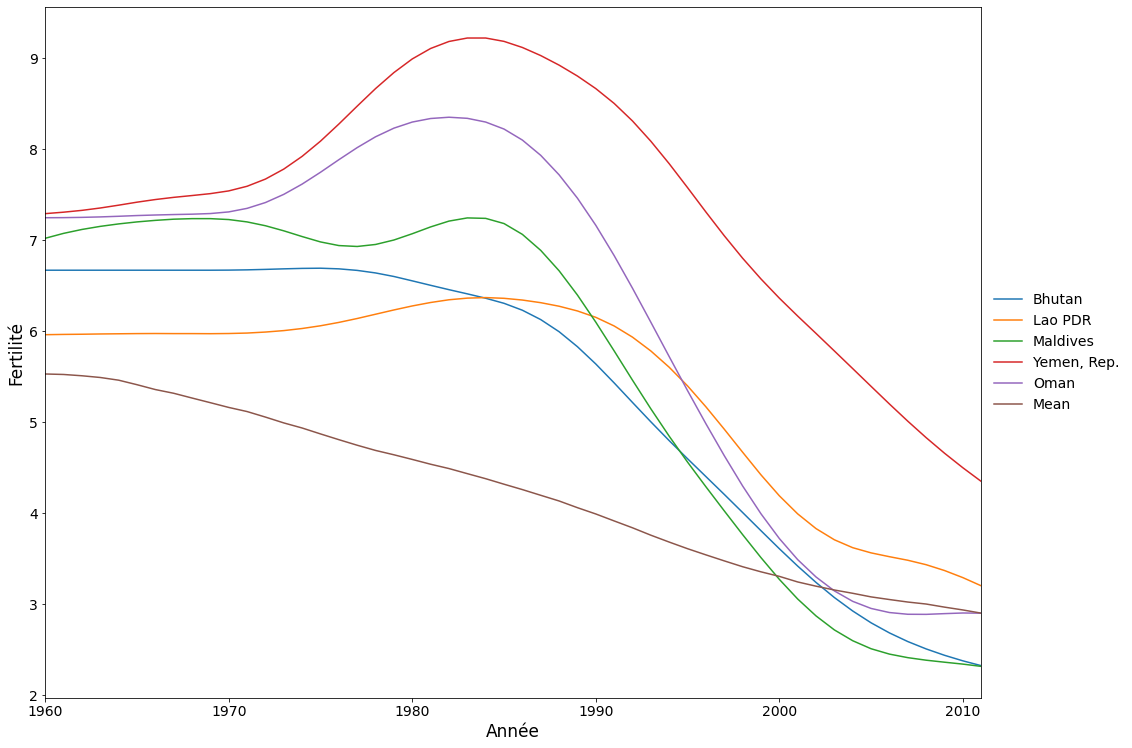 9
8
7
6
5
4
3
2
Fertilité
1960 1970 1980 1990 2000 2010
Année
Bhutan
Lao PDR
Maldives
Yemen, Rep.
Oman
Mean